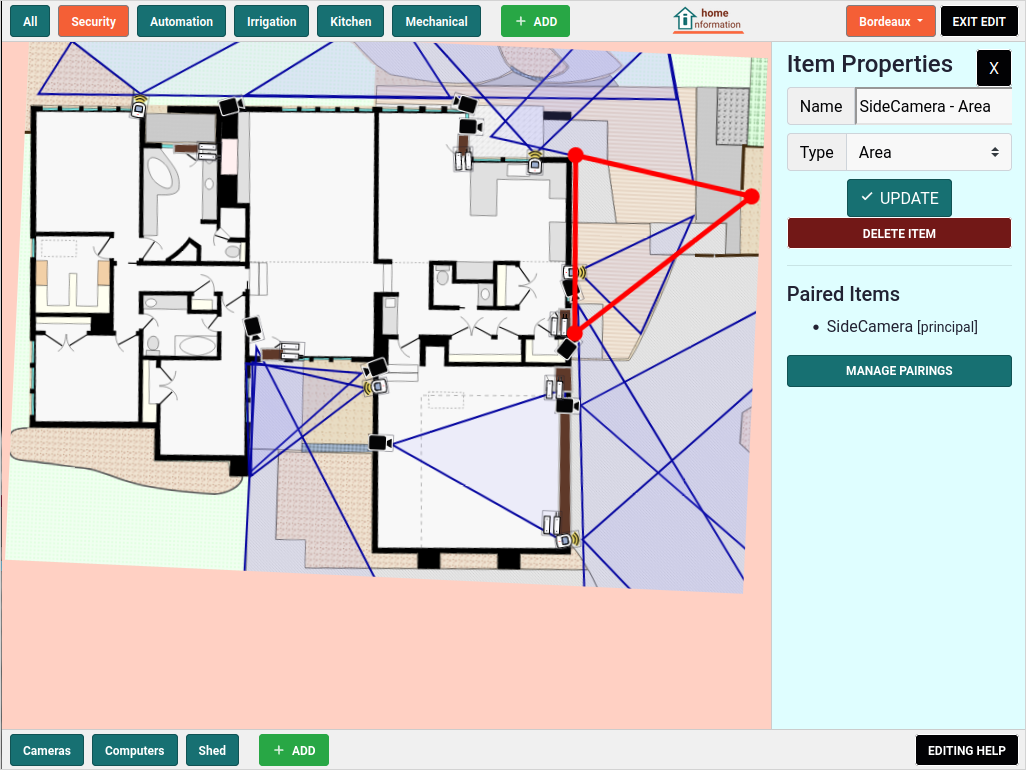 All
Security
Automation
Irrigation
Kitchen
Mechanical
+ ADD
home
information
Bordeaux
EXIT EDIT
Item Properties
X
Name
SideCamera - Area
Type
Area
✓ UPDATE
DELETE ITEM
Paired Items
• SideCamera [principal]
MANAGE PAIRINGS
Cameras
Computers
Shed
+ ADD
EDITING HELP